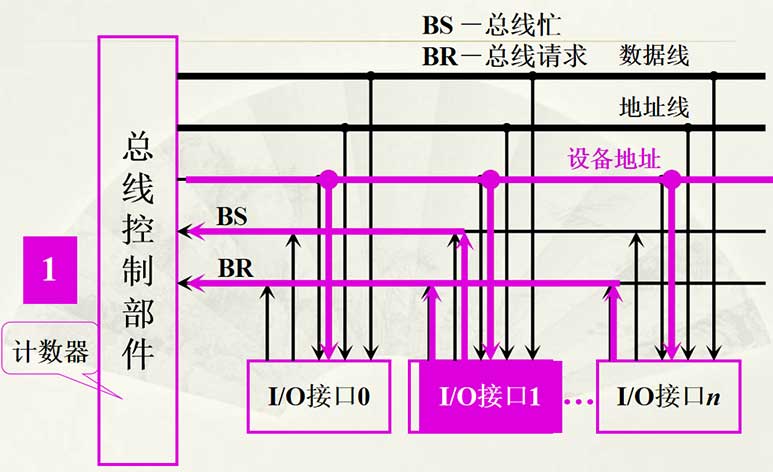 BS－总线忙
BR－总线请求
数据线
地址线
设备地址
总线控制部件
BS
BR
1
计数器
I/O接口0
I/O接口1
I/O接口n